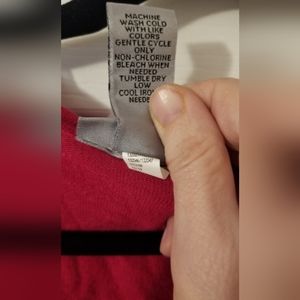 MACHINE
WASH COLD
WITH LIKE
COLORS
GENTLE CYCLE
ONLY
NON-CHLORINE
BLEACH WHEN
NEEDED
TUMBLE DRY
LOW
COOL IRON
NEEDED